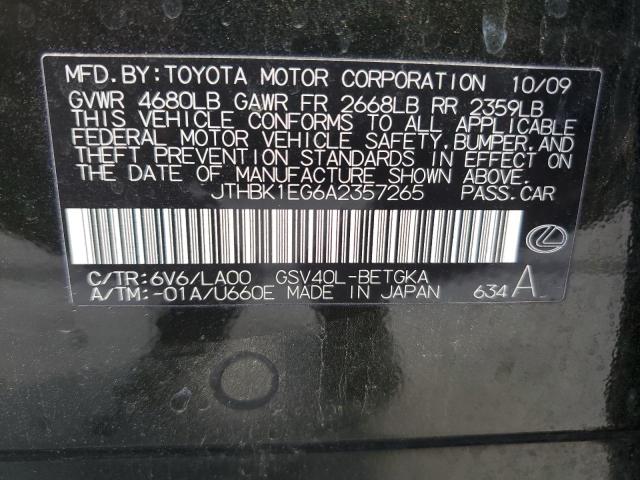 MFD. BY: TOYOTA MOTOR CORPORATION 10/09
GVWR 4680LB GAWR FR 2668LB RR 2359LB
THIS VEHICLE CONFORMS TO ALL APPLICABLE
FEDERAL MOTOR VEHICLE SAFETY, BUMPER, AND
THEFT PREVENTION STANDARDS IN EFFECT ON
THE DATE OF MANUFACTURE SHOWN ABOVE.
JTHBK1EG6A2357265 PASS. CAR
C/TR: 6V6/LA00 GSV40L-BETGKA
A/TM: -01A/U660E MADE IN JAPAN 634 A